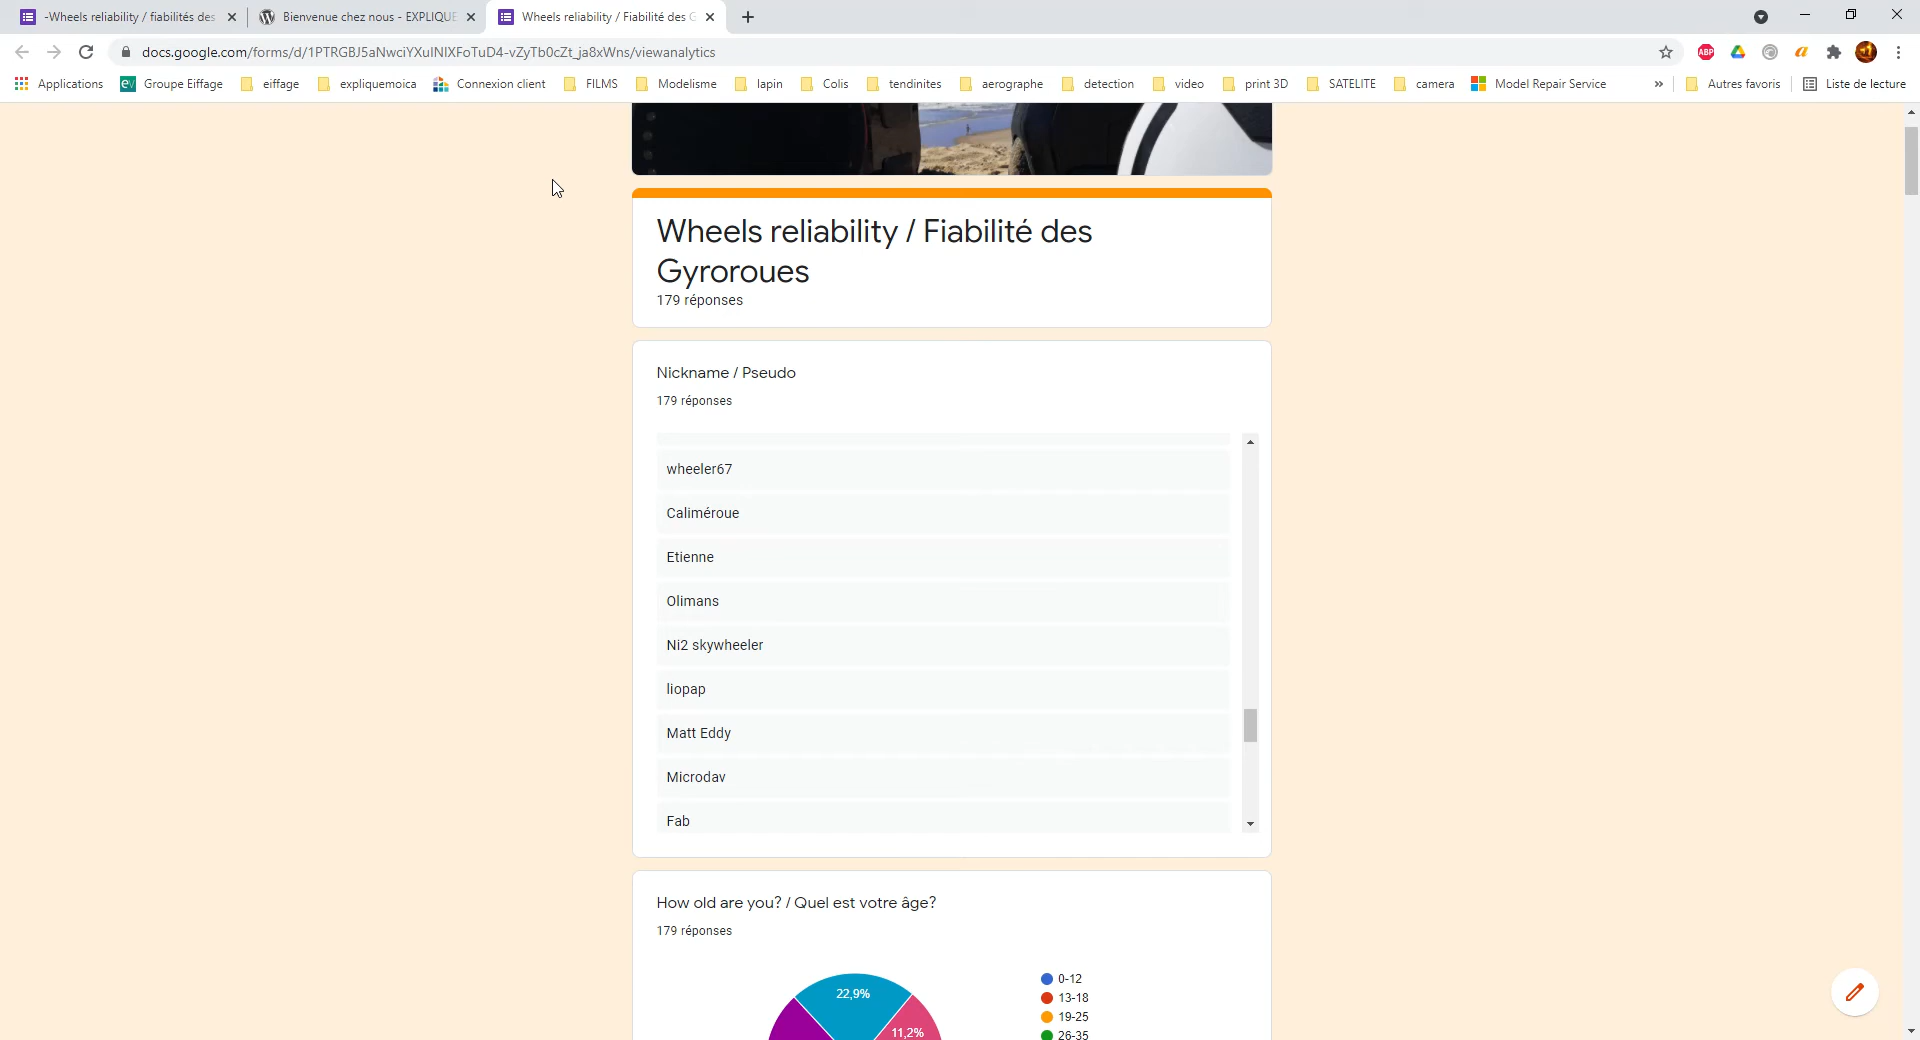 -Wheels reliability / fiabilités des
Bienvenue chez nous - EXPLIQUE
Wheels reliability / Fiabilité des G
docs.google.com/forms/d/1PTRGBJ5aNwciYXuINIXFoTuD4-vZyTb0cZt_ja8xWns/viewanalytics
ABP
Applications
ev Groupe Eiffage
eiffage
expliquemoica
Connexion client
FILMS
Modelisme
lapin
Colis
tendinites
aerographe
detection
video
print 3D
SATELITE
camera
Model Repair Service
»
Autres favoris
Liste de lecture
Wheels reliability / Fiabilité des
Gyroroues
179 réponses
Nickname / Pseudo
179 réponses
wheeler67
Caliméroue
Etienne
Olimans
Ni2 skywheeler
liopap
Matt Eddy
Microdav
Fab
How old are you? / Quel est votre âge?
179 réponses
22,9%
11,2%
0-12
13-18
19-25
26-35